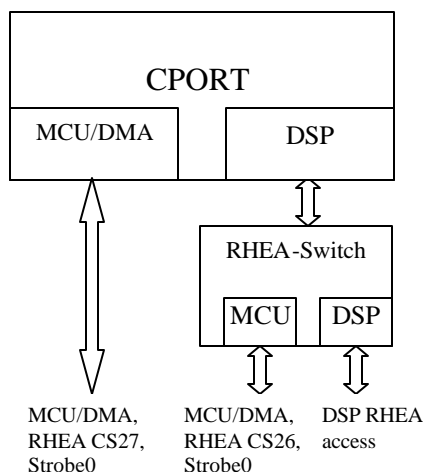 CPORT
MCU/DMA
DSP
RHEA-Switch
MCU
DSP
MCU/DMA,
RHEA CS27,
Strobe0
MCU/DMA,
RHEA CS26,
Strobe0
DSP RHEA
access